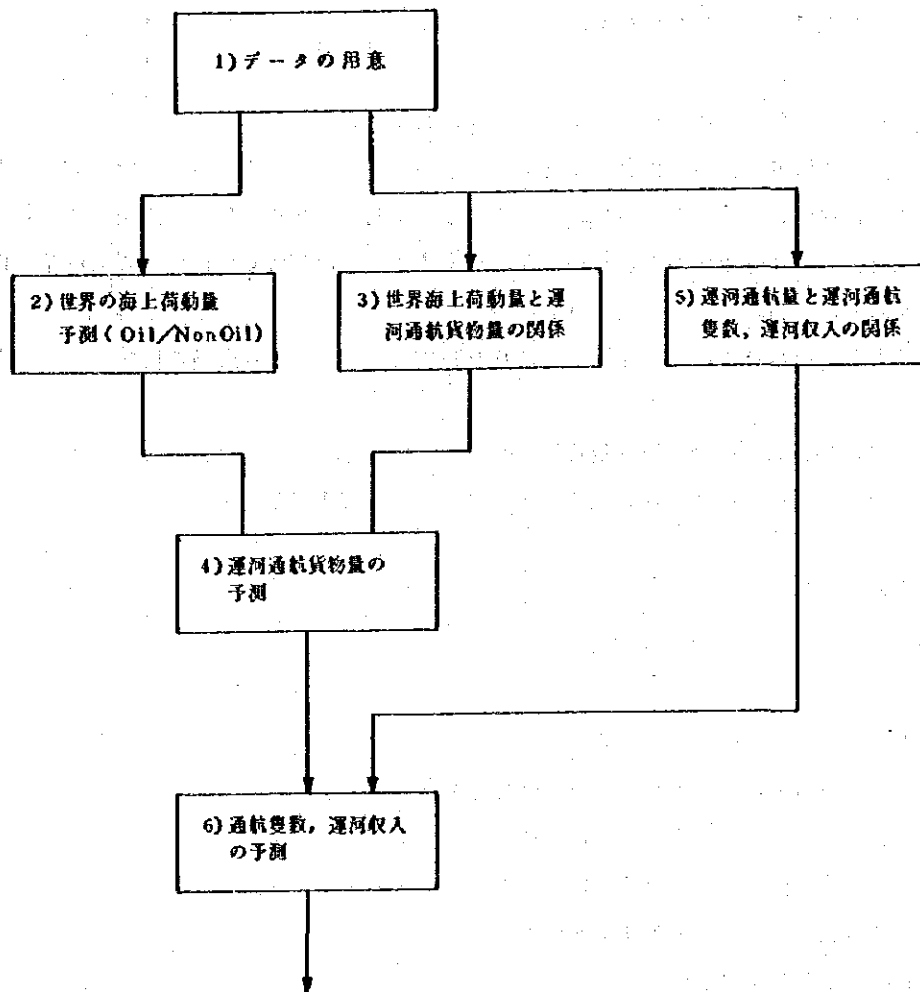 1)データの用意
2)世界の海上荷動量
予測(Oil/NonOil)
3)世界海上荷動量と運
河通航貨物量の関係
5)運河通航量と運河通航
隻数,運河収入の関係
4)運河通航貨物量の
予測
6)通航隻数,運河収入
の予測